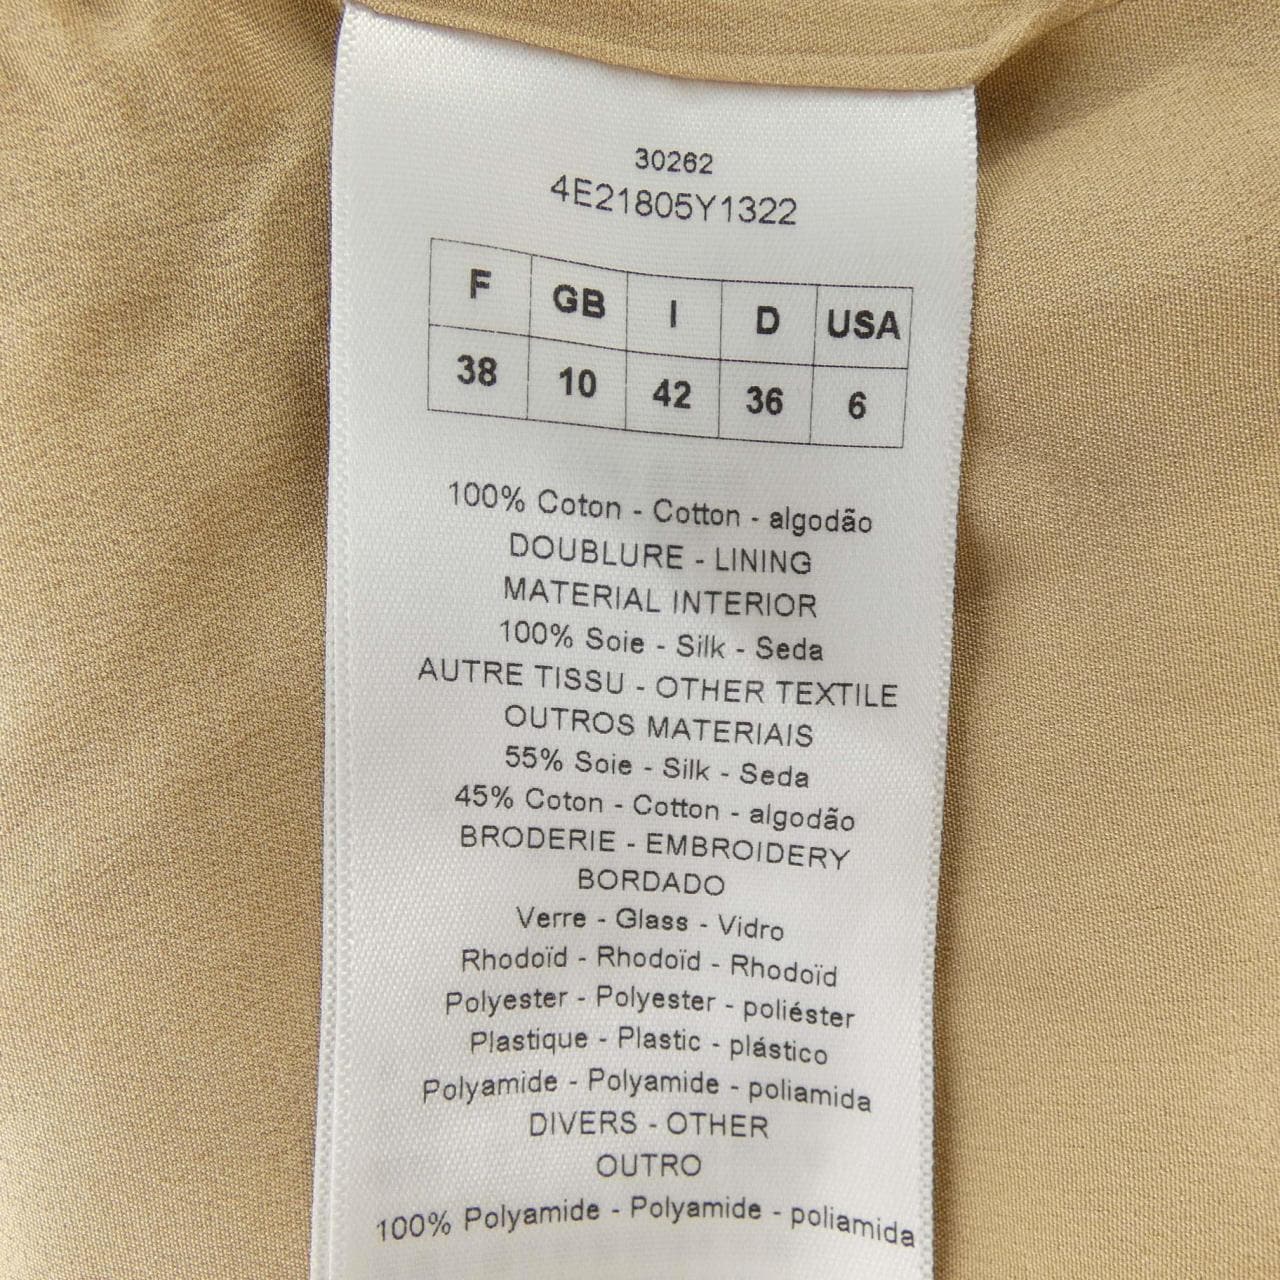 30262
4E21805Y1322
F GB I D USA
38 10 42 36 6
100% Coton - Cotton - algodão
DOUBLURE - LINING
MATERIAL INTERIOR
100% Soie - Silk - Seda
AUTRE TISSU - OTHER TEXTILE
OUTROS MATERIAIS
55% Soie - Silk - Seda
45% Coton - Cotton - algodão
BRODERIE - EMBROIDERY
BORDADO
Verre - Glass - Vidro
Rhodoïd - Rhodoïd - Rhodoïd
Polyester - Polyester - poliéster
Plastique - Plastic - plástico
Polyamide - Polyamide - poliamida
DIVERS - OTHER
OUTRO
100% Polyamide - Polyamide - poliamida